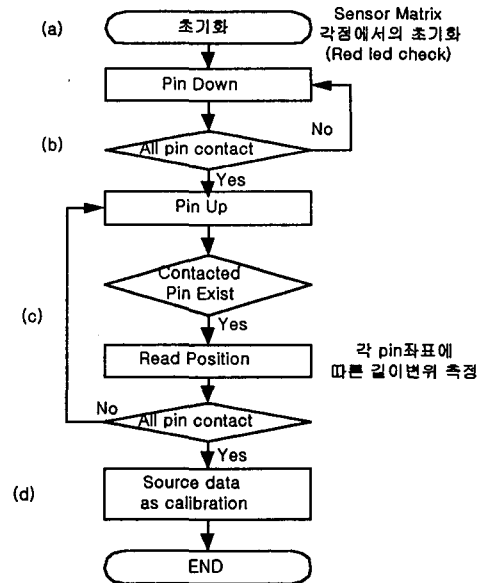 (a)
초기화
Sensor Matrix
각점에서의 초기화
(Red led check)
Pin Down
No
(b)
All pin contact
Yes
Pin Up
Contacted
Pin Exist
(c)
Yes
Read Position
각 pin좌표에
따른 길이변위 측정
No
All pin contact
Yes
(d)
Source data
as calibration
END